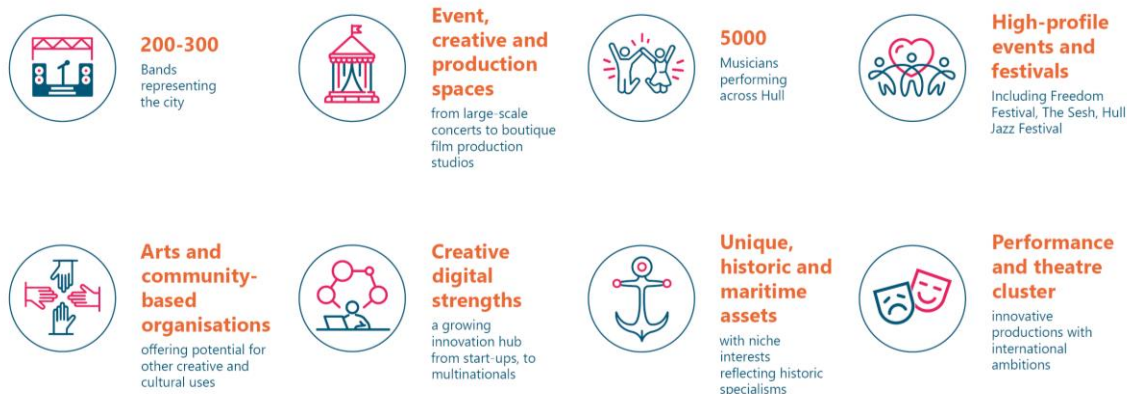 200-300
Bands
representing
the city
Event,
creative and
production
spaces
from large-scale
concerts to boutique
film production
studios
5000
Musicians
performing
across Hull
High-profile
events and
festivals
Including Freedom
Festival, The Sesh, Hull
Jazz Festival
Arts and
community-
based
organisations
offering potential for
other creative and
cultural uses
Creative
digital
strengths
a growing
innovation hub
from start-ups, to
multinationals
Unique,
historic and
maritime
assets
with niche
interests
reflecting historic
specialisms
Performance
and theatre
cluster
innovative
productions with
international
ambitions